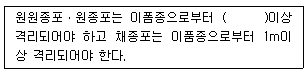 원원종포·원종포는 이품종으로부터 (    )이상
격리되어야 하고 채종포는 이품종으로부터 1m이
상 격리되어야 한다.